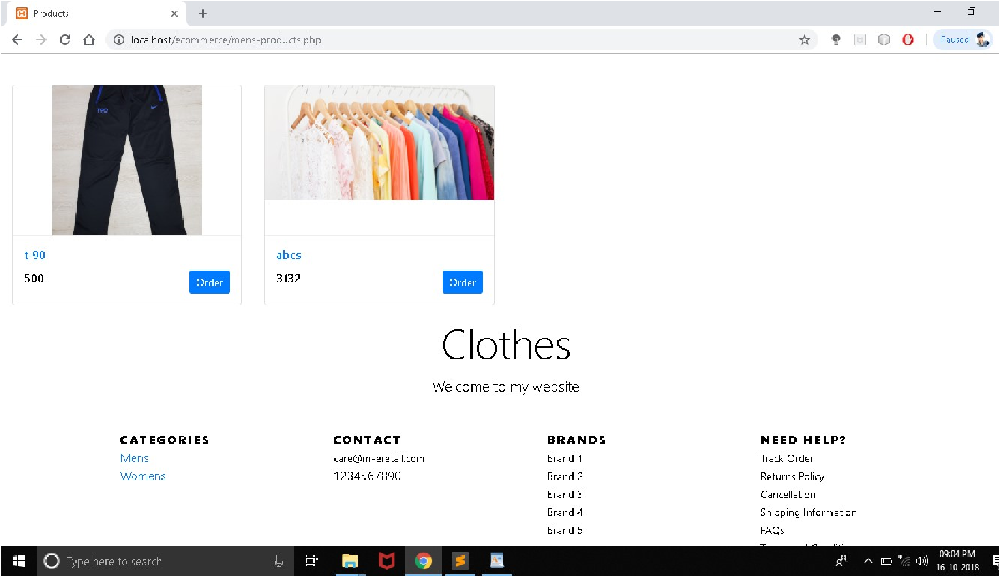 Products
localhost/ecommerce/mens-products.php
Paused
T90
t-90
500
Order
abcs
3132
Order
Clothes
Welcome to my website
CATEGORIES
Mens
Womens
CONTACT
care@m-eretail.com
1234567890
BRANDS
Brand 1
Brand 2
Brand 3
Brand 4
Brand 5
NEED HELP?
Track Order
Returns Policy
Cancellation
Shipping Information
FAQs
Type here to search
09:04 PM
16-10-2018